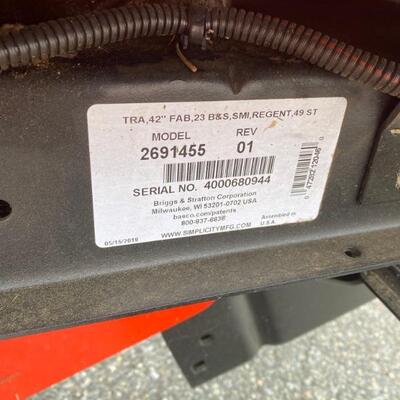 TRA,42" FAB,23 B&S,SMI,REGENT,49 ST
MODEL REV
2691455 01
SERIAL NO. 4000680944
Briggs & Stratton Corporation
Milwaukee, WI 53201-0702 USA
basco.com/patents
800-837-6836
05/15/2018
WWW.SIMPLICITYMFG.COM
Assembled in
U.S.A.